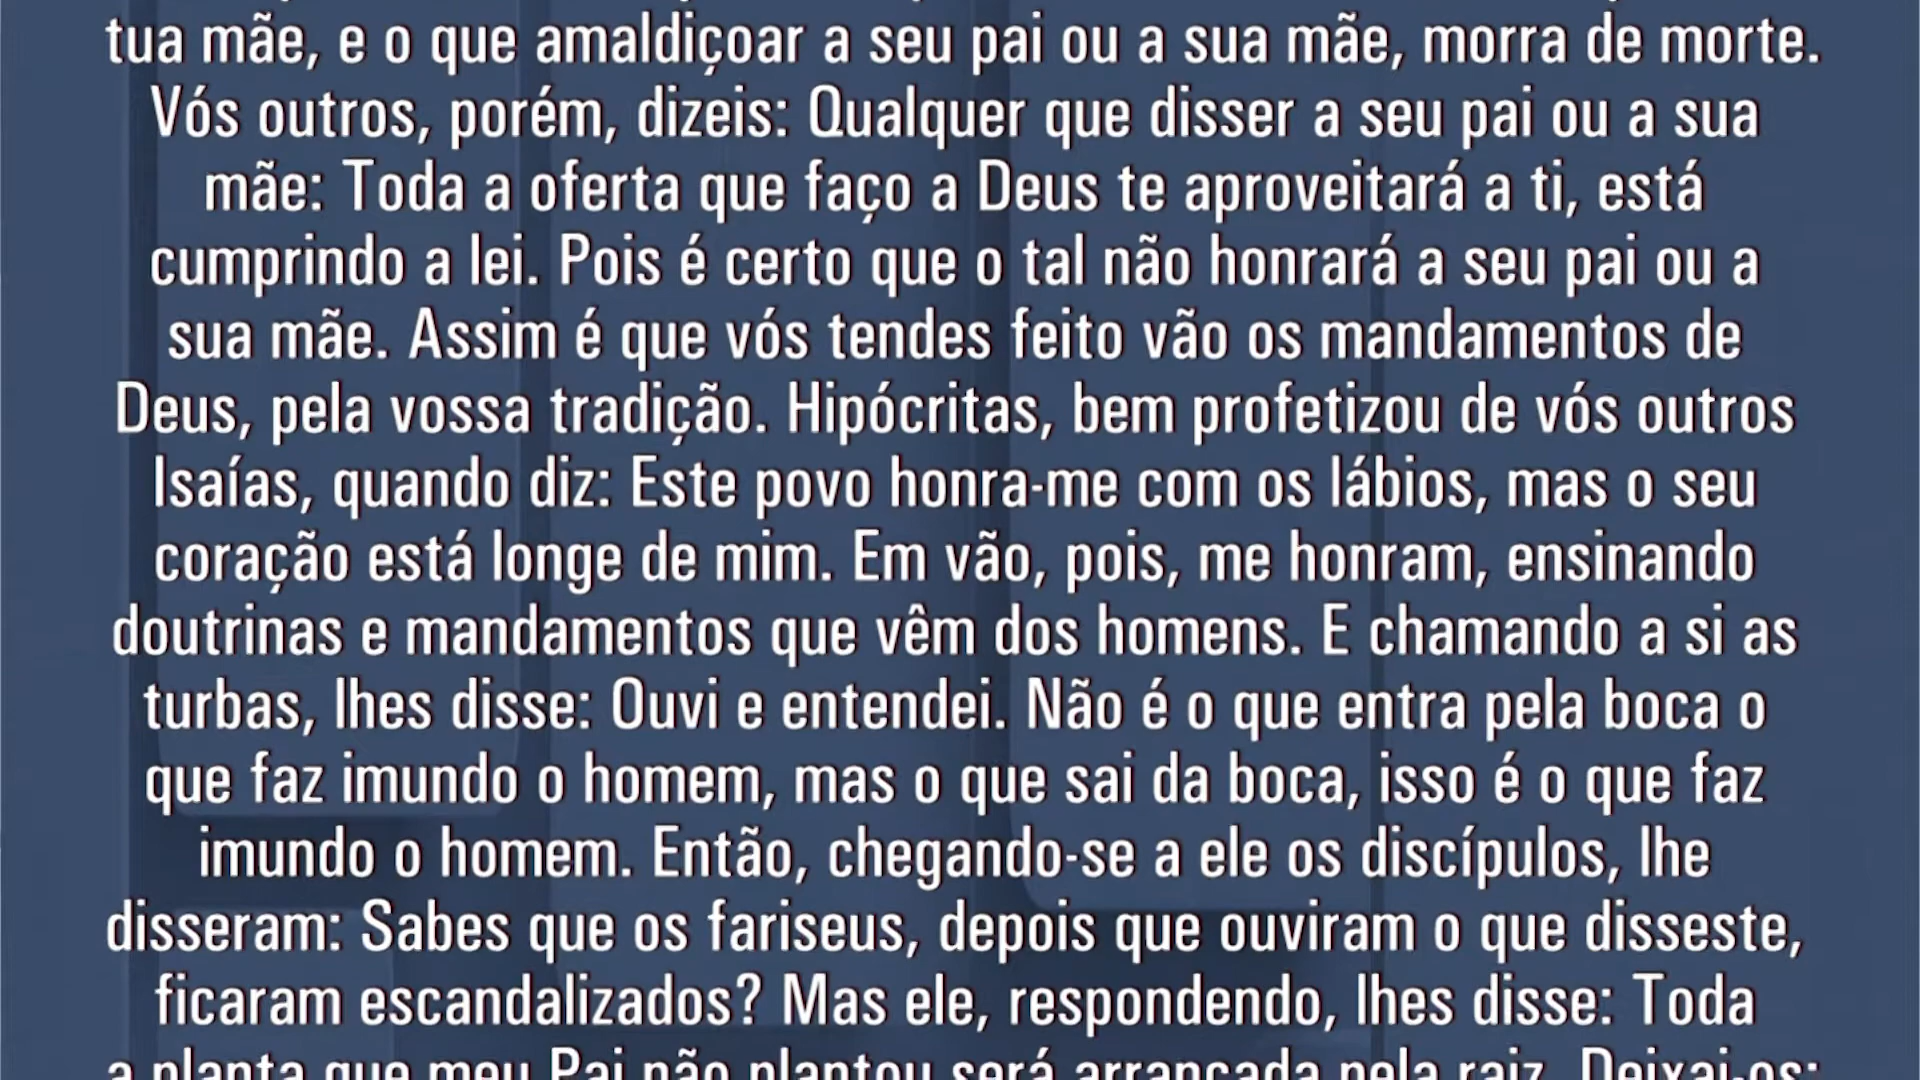 tua mãe, e o que amaldiçoar a seu pai ou a sua mãe, morra de morte.
Vós outros, porém, dizeis: Qualquer que disser a seu pai ou a sua
mãe: Toda a oferta que faço a Deus te aproveitará a ti, está
cumprindo a lei. Pois é certo que o tal não honrará a seu pai ou a
sua mãe. Assim é que vós tendes feito vão os mandamentos de
Deus, pela vossa tradição. Hipócritas, bem profetizou de vós outros
Isaías, quando diz: Este povo honra-me com os lábios, mas o seu
coração está longe de mim. Em vão, pois, me honram, ensinando
doutrinas e mandamentos que vêm dos homens. E chamando a si as
turbas, lhes disse: Ouvi e entendei. Não é o que entra pela boca o
que faz imundo o homem, mas o que sai da boca, isso é o que faz
imundo o homem. Então, chegando-se a ele os discípulos, lhe
disseram: Sabes que os fariseus, depois que ouviram o que disseste,
ficaram escandalizados? Mas ele, respondendo, lhes disse: Toda
a planta que meu Pai não plantou será arrancada pela raiz. Deixai-os;